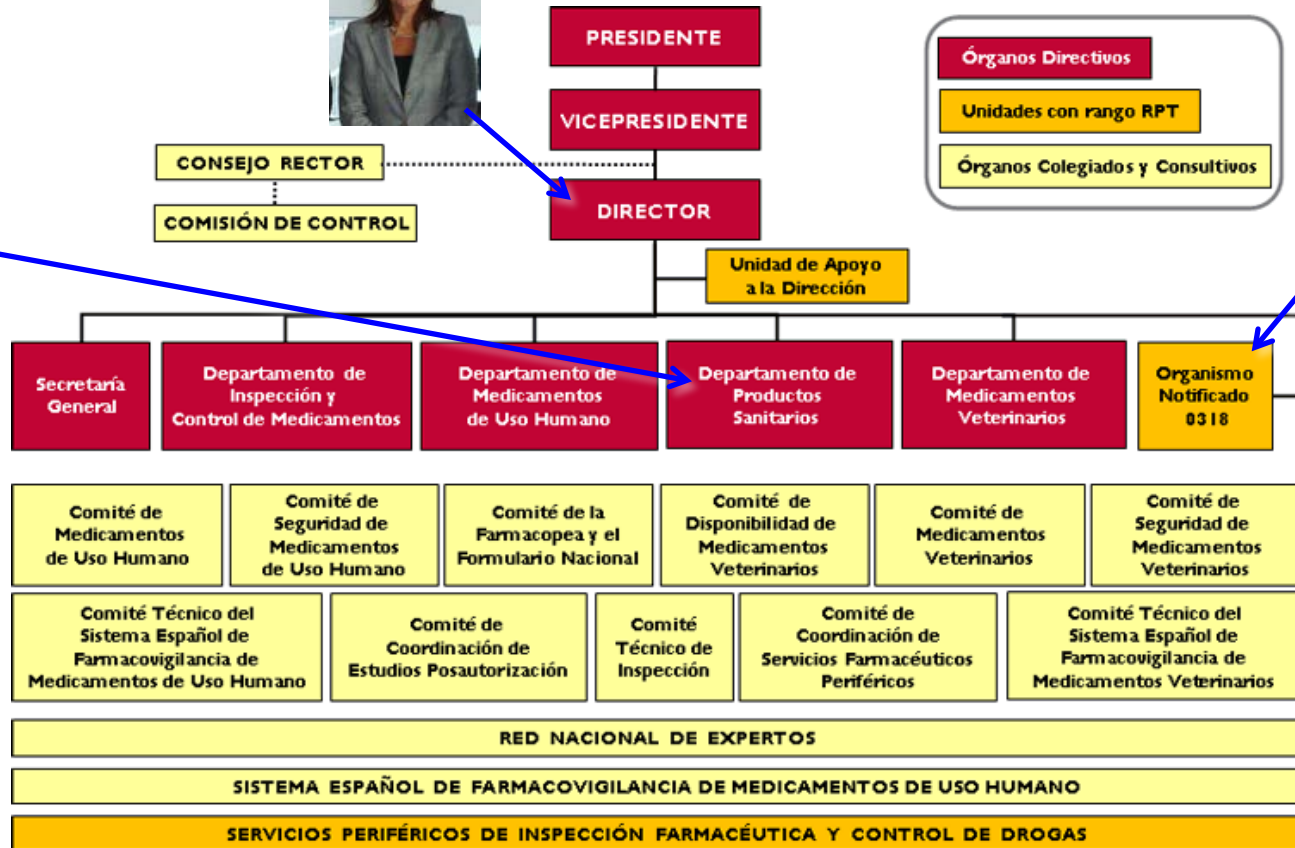 PRESIDENTE
VICEPRESIDENTE
DIRECTOR
CONSEJO RECTOR
COMISIÓN DE CONTROL
Órganos Directivos
Unidades con rango RPT
Órganos Colegiados y Consultivos
Unidad de Apoyo
a la Dirección
Secretaría
General
Departamento de
Inspección y
Control de Medicamentos
Departamento de
Medicamentos
de Uso Humano
Departamento de
Productos
Sanitarios
Departamento de
Medicamentos
Veterinarios
Organismo
Notificado
0318
Comité de
Medicamentos
de Uso Humano
Comité de
Seguridad de
Medicamentos
de Uso Humano
Comité de la
Farmacopea y el
Formulario Nacional
Comité de
Disponibilidad de
Medicamentos
Veterinarios
Comité de
Medicamentos
Veterinarios
Comité de
Seguridad de
Medicamentos
Veterinarios
Comité Técnico del
Sistema Español de
Farmacovigilancia de
Medicamentos de Uso Humano
Comité de
Coordinación de
Estudios Posautorización
Comité
Técnico de
Inspección
Comité de
Coordinación de
Servicios Farmacéuticos
Periféricos
Comité Técnico del
Sistema Español de
Farmacovigilancia de
Medicamentos Veterinarios
RED NACIONAL DE EXPERTOS
SISTEMA ESPAÑOL DE FARMACOVIGILANCIA DE MEDICAMENTOS DE USO HUMANO
SERVICIOS PERIFÉRICOS DE INSPECCIÓN FARMACÉUTICA Y CONTROL DE DROGAS